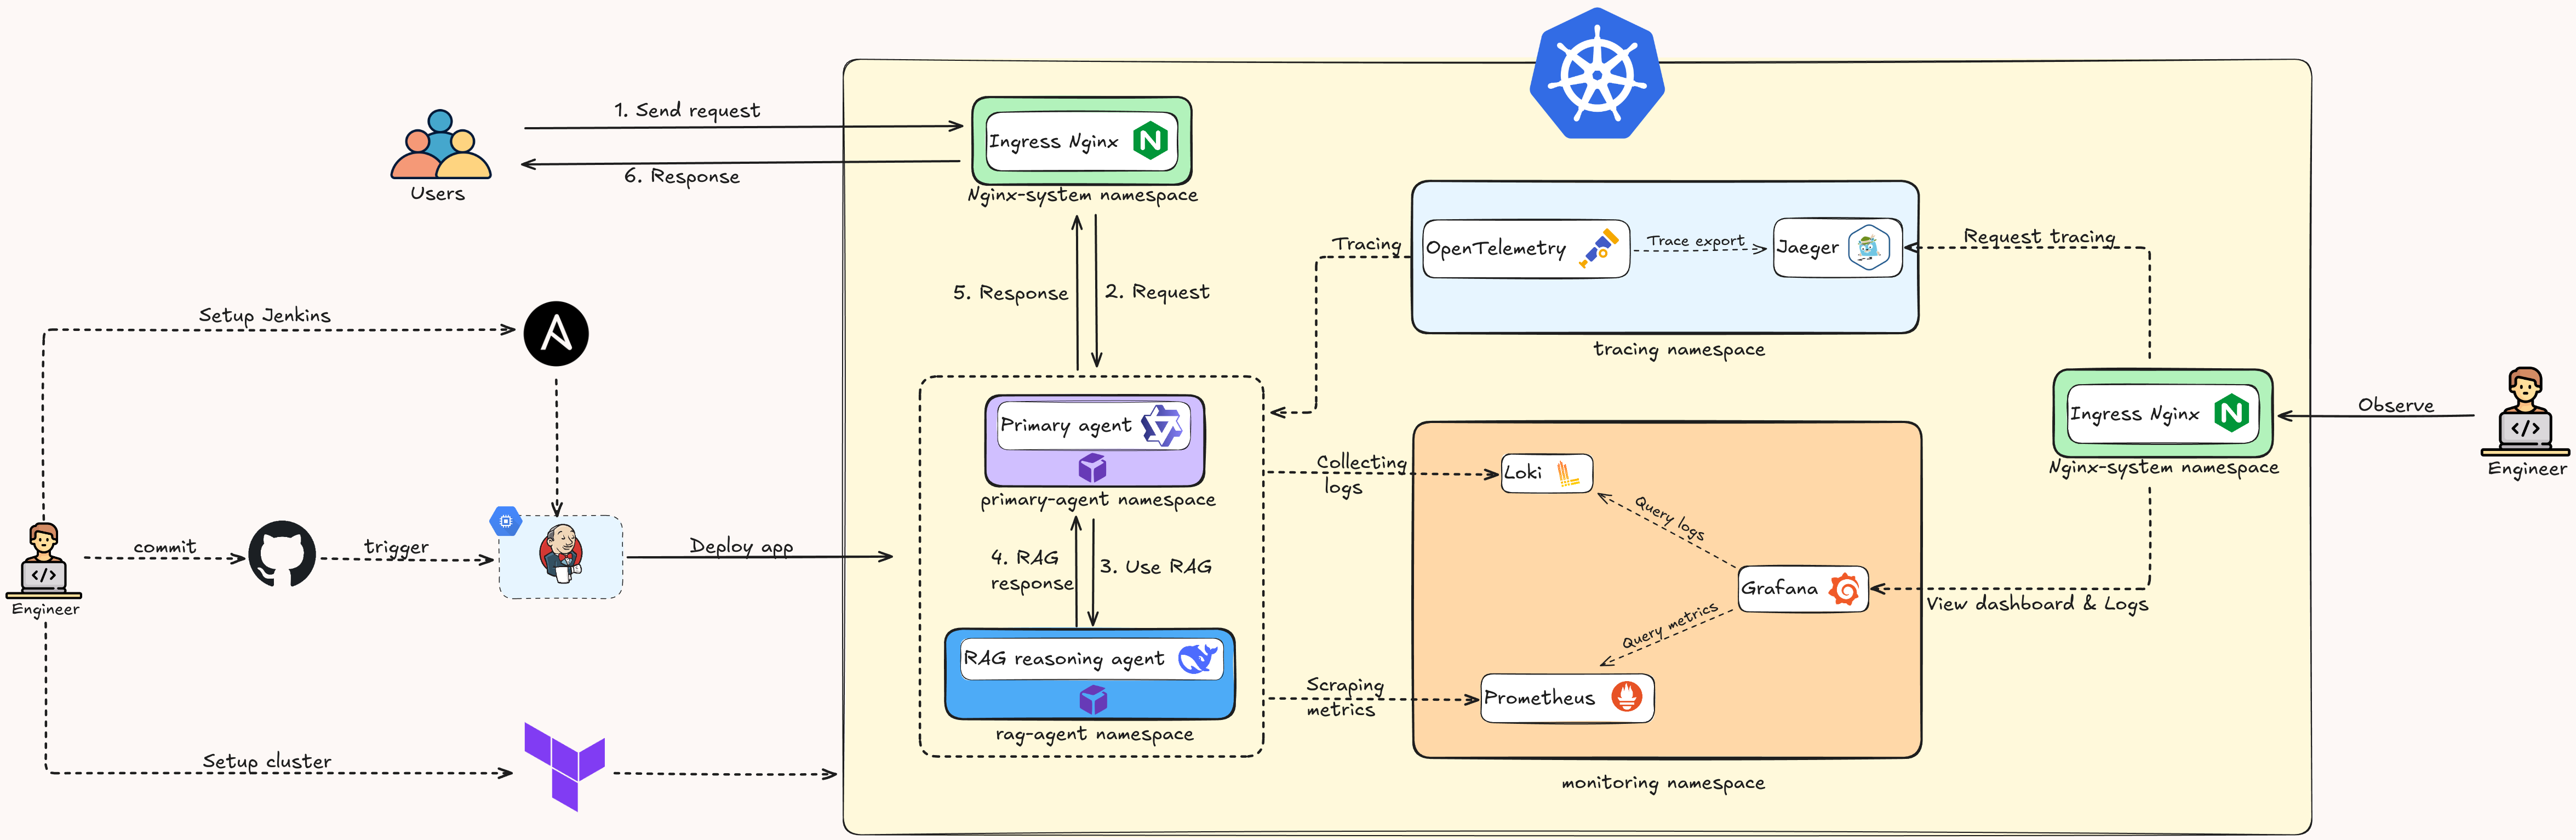 1. Send request
6. Response
Users
Ingress Nginx
Nginx-system namespace
5. Response
2. Request
Setup Jenkins
Engineer
commit
trigger
Deploy app
Setup cluster
Primary agent
primary-agent namespace
4. RAG
response
3. Use RAG
RAG reasoning agent
rag-agent namespace
Tracing
OpenTelemetry
Trace export
Jaeger
tracing namespace
Request tracing
Collecting
logs
Loki
Query logs
Grafana
Query metrics
Scraping
metrics
Prometheus
monitoring namespace
View dashboard & Logs
Ingress Nginx
Nginx-system namespace
Observe
Engineer